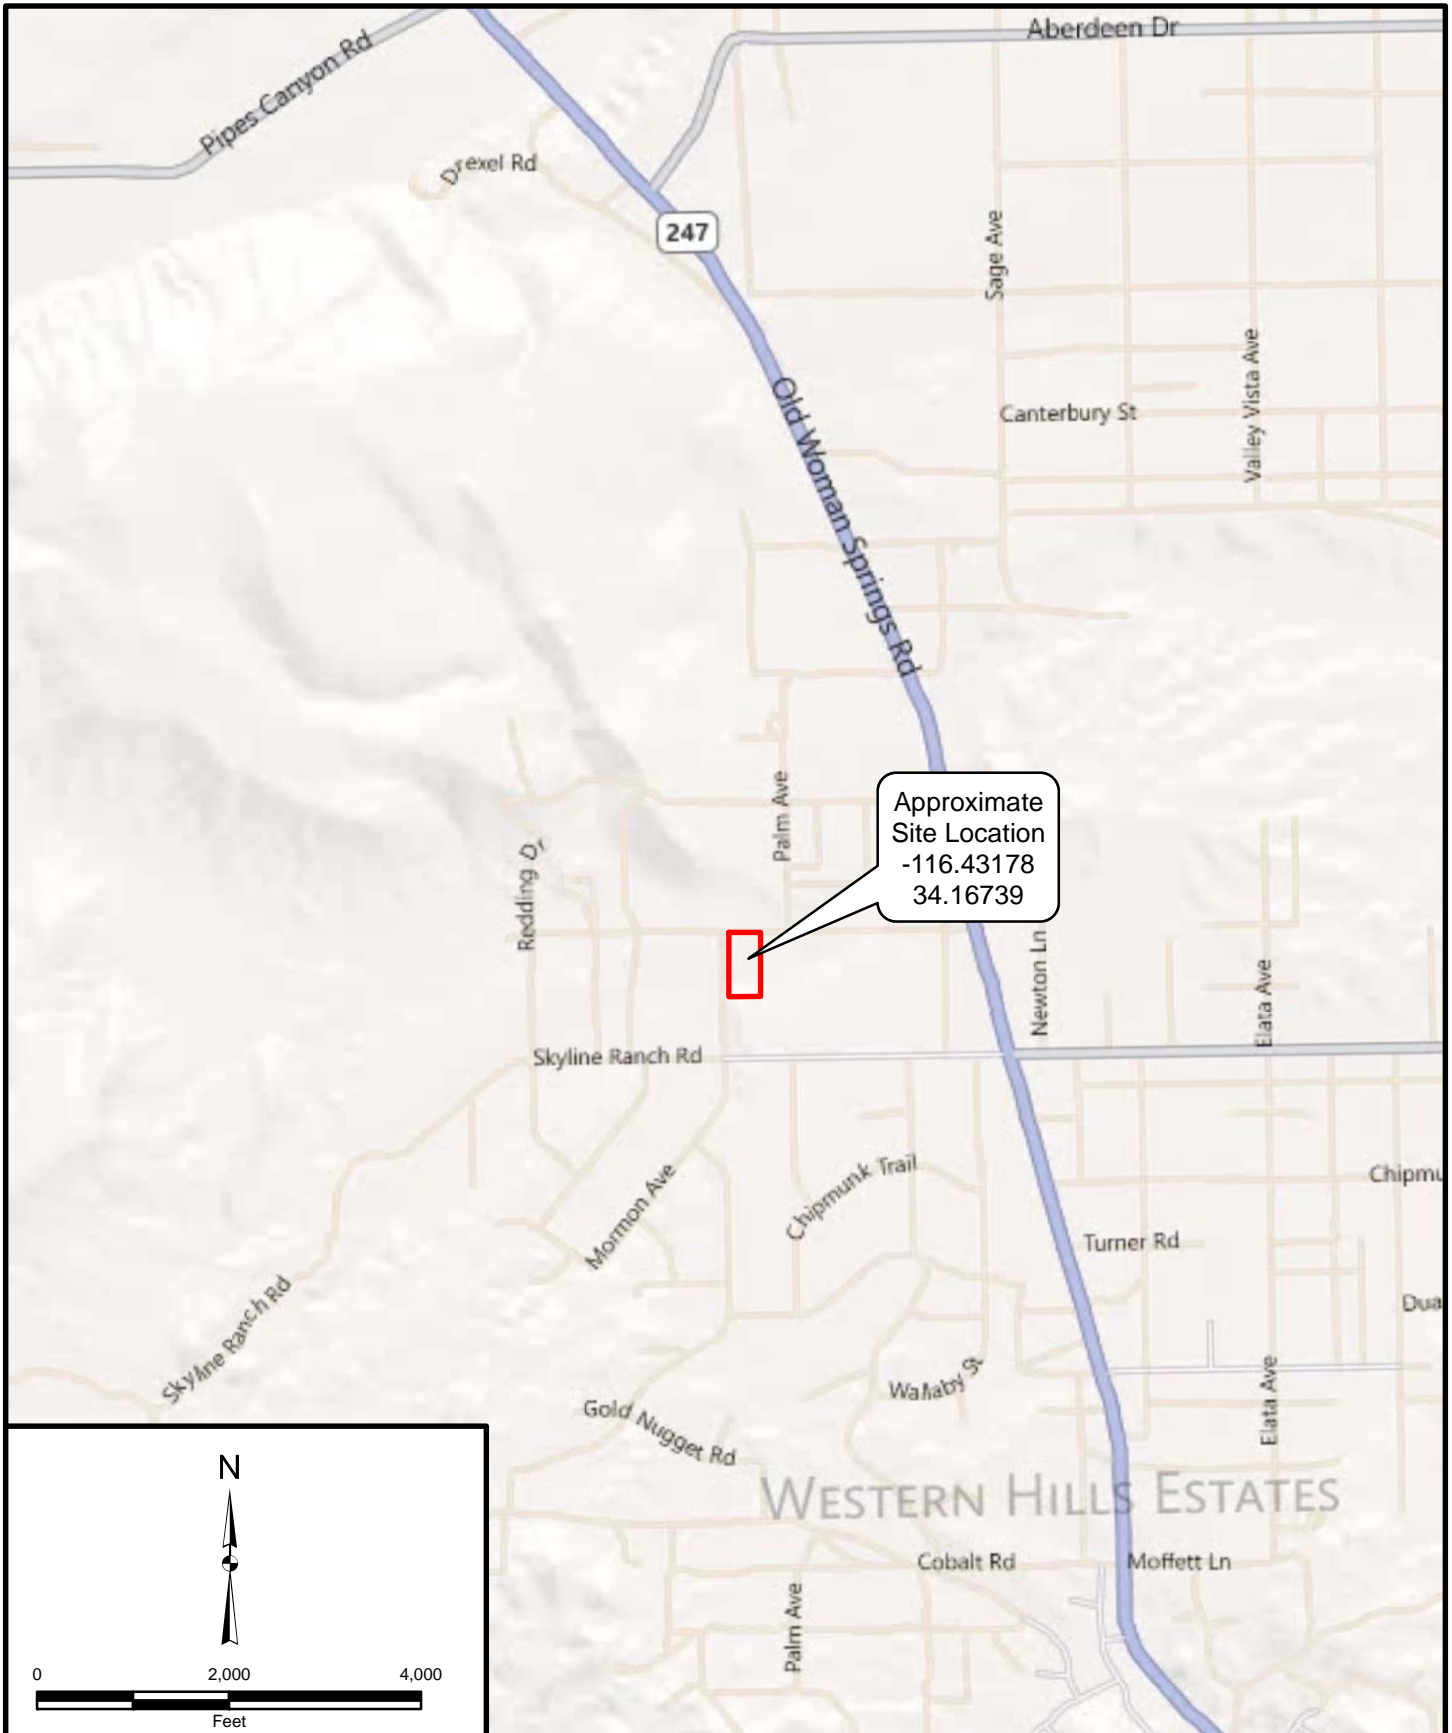 Aberdeen Dr
Pipes Canyon Rd
Drexel Rd
247
Sage Ave
Valley Vista Ave
Old Woman Springs Rd
Canterbury St
Palm Ave
Approximate
Site Location
-116.43178
34.16739
Redding Dr
Newton Ln
Elata Ave
Skyline Ranch Rd
Mormon Ave
Chipmunk Trail
Chipmu
Turner Rd
Skyline Ranch Rd
Dua
Wallaby St
Elata Ave
Gold Nugget Rd
WESTERN HILLS ESTATES
Cobalt Rd
Moffett Ln
Palm Ave
N
0 2,000 4,000
Feet